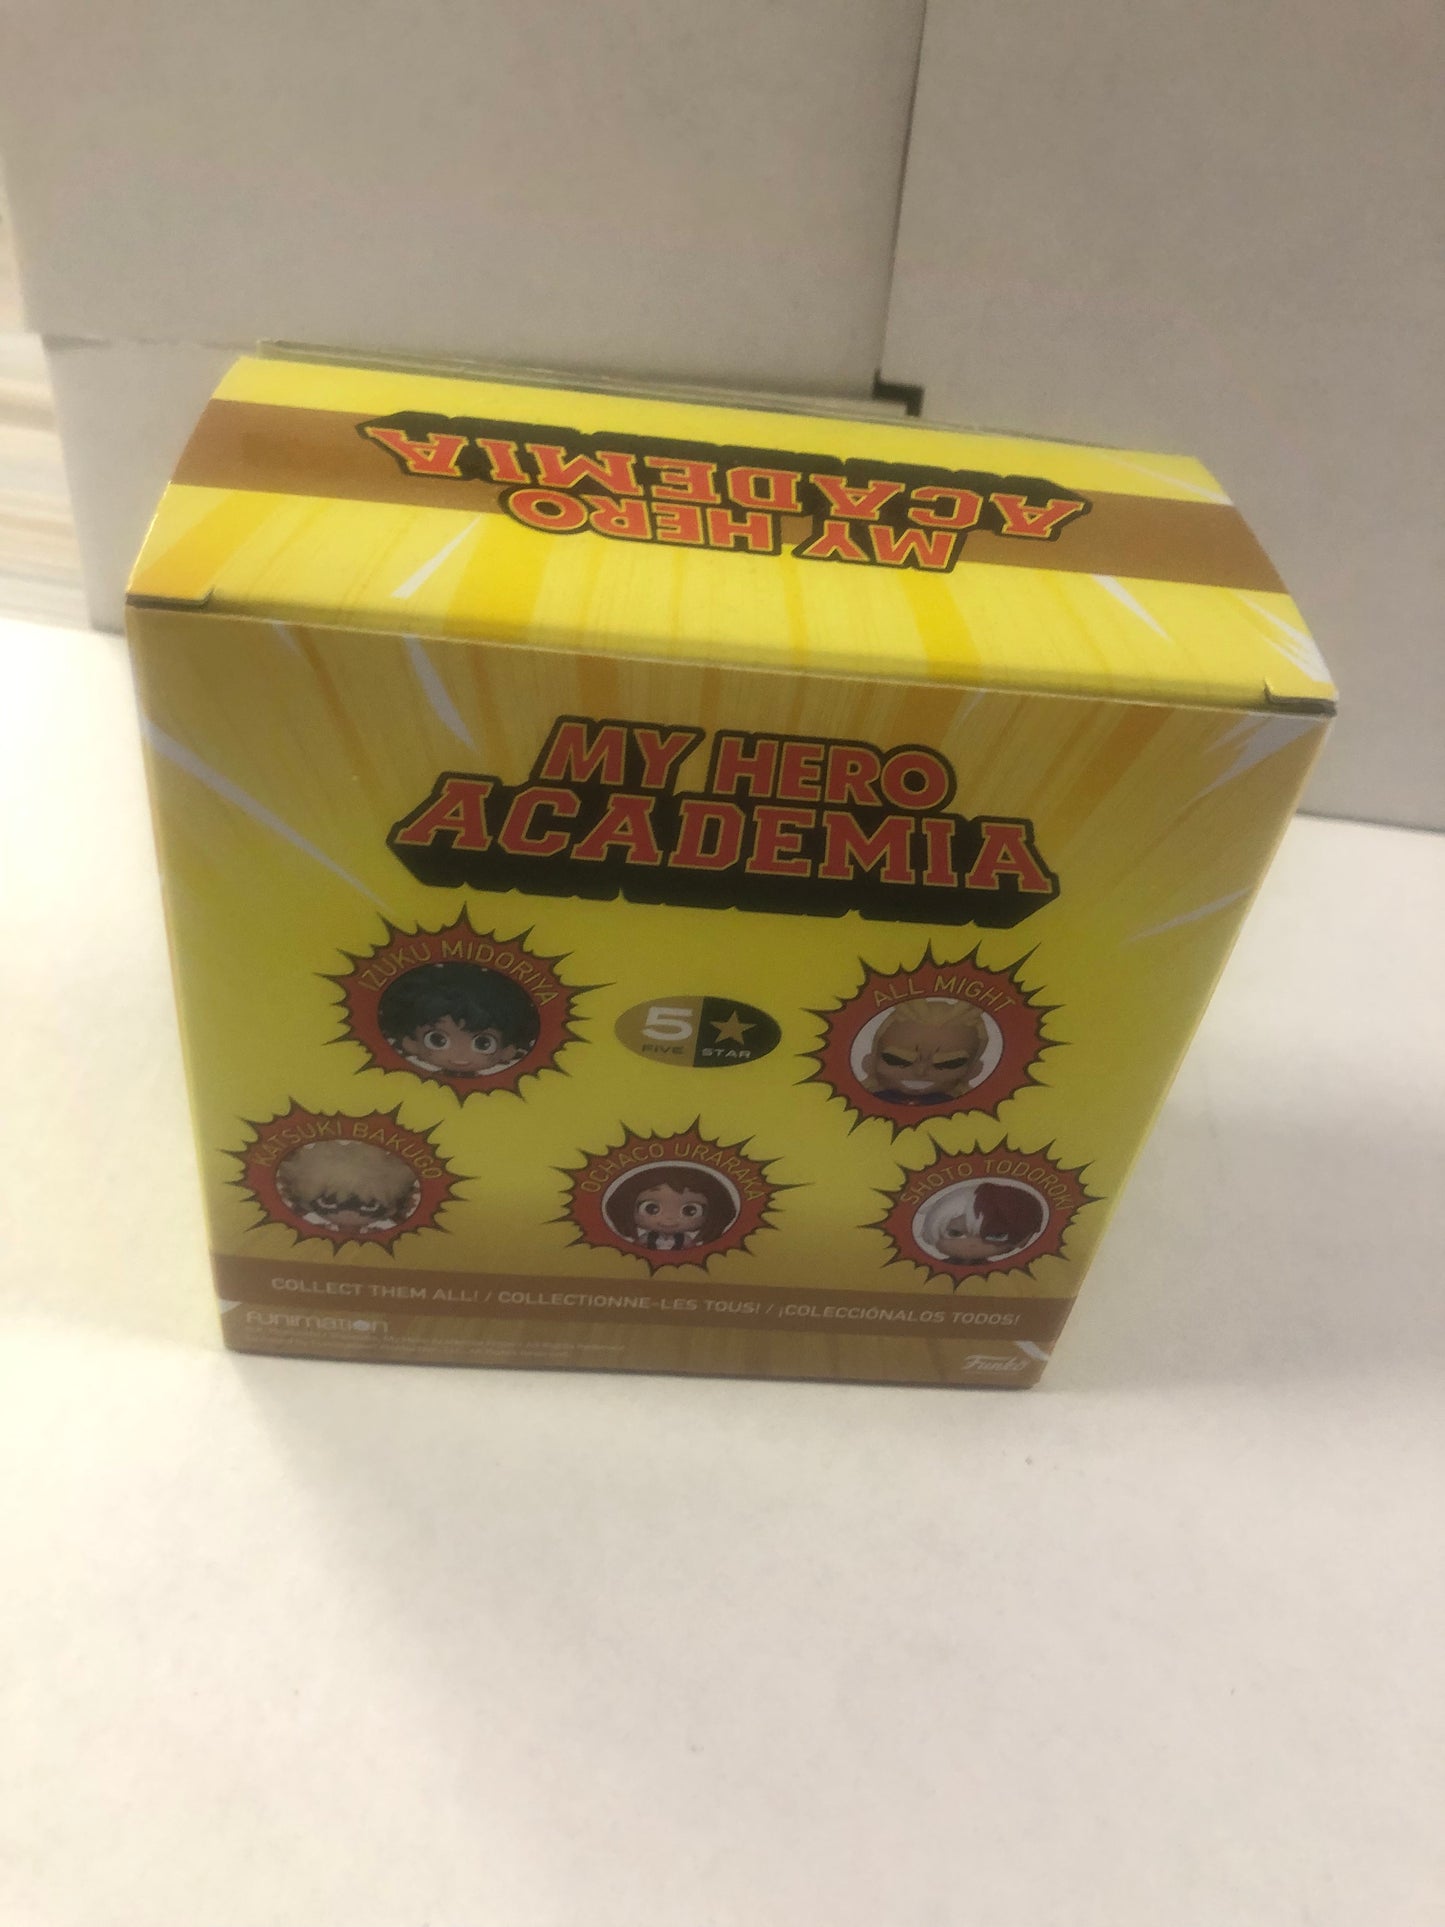 MY HERO
ACADEMIA
MY HERO
ACADEMIA
IZUKU MIDORIYA
5
FIVE
STAR
ALL MIGHT
KATSUKI BAKUGO
OCHACO URARAKA
SHOTO TODOROKI
COLLECT THEM ALL! / COLLECTIONNE-LES TOUS! / ¡COLECCIÓNALOS TODOS!
FUNIMATION
Funko